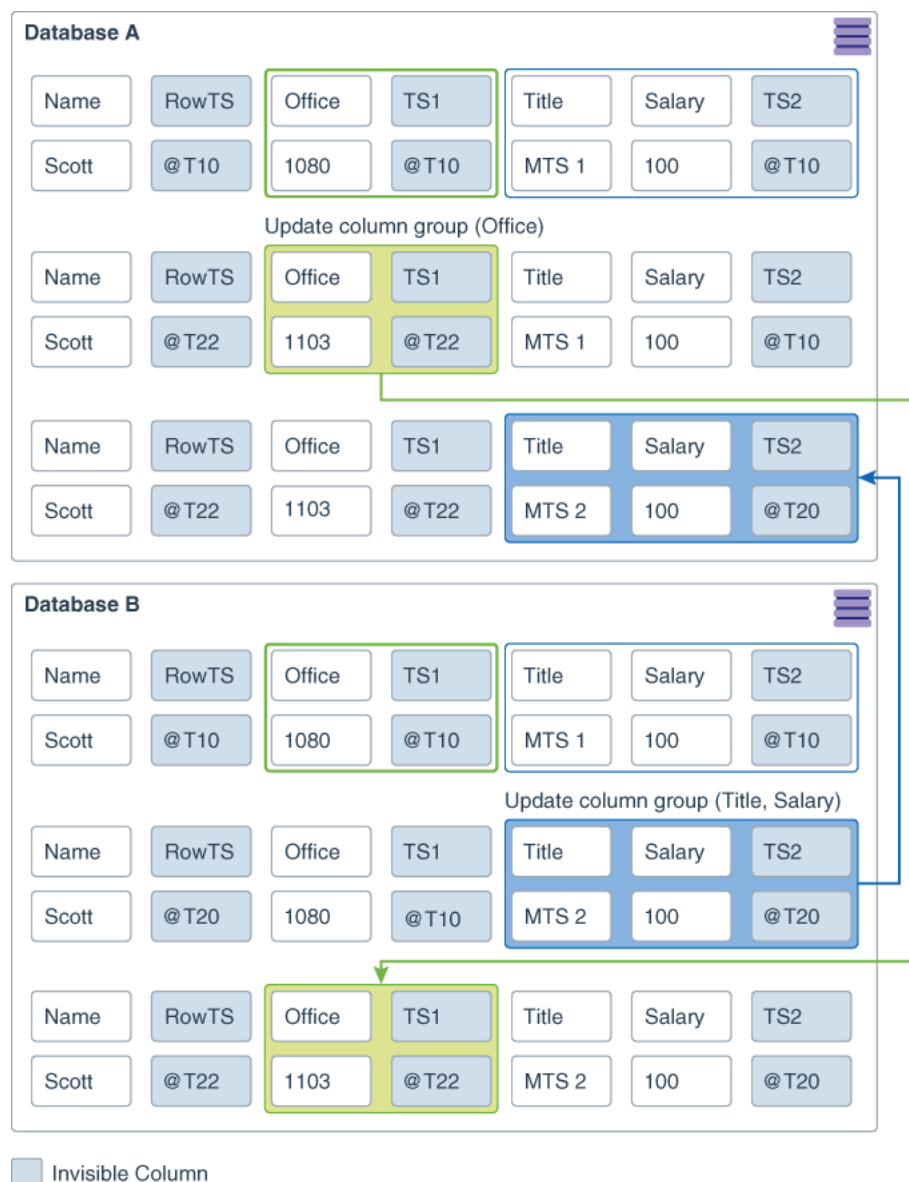 Database A
Name RowTS Office TS1 Title Salary TS2
Scott @T10 1080 @T10 MTS 1 100 @T10
Update column group (Office)
Name RowTS Office TS1 Title Salary TS2
Scott @T22 1103 @T22 MTS 1 100 @T10
Name RowTS Office TS1 Title Salary TS2
Scott @T22 1103 @T22 MTS 2 100 @T20
Database B
Name RowTS Office TS1 Title Salary TS2
Scott @T10 1080 @T10 MTS 1 100 @T10
Update column group (Title, Salary)
Name RowTS Office TS1 Title Salary TS2
Scott @T20 1080 @T10 MTS 2 100 @T20
Name RowTS Office TS1 Title Salary TS2
Scott @T22 1103 @T22 MTS 2 100 @T20
Invisible Column